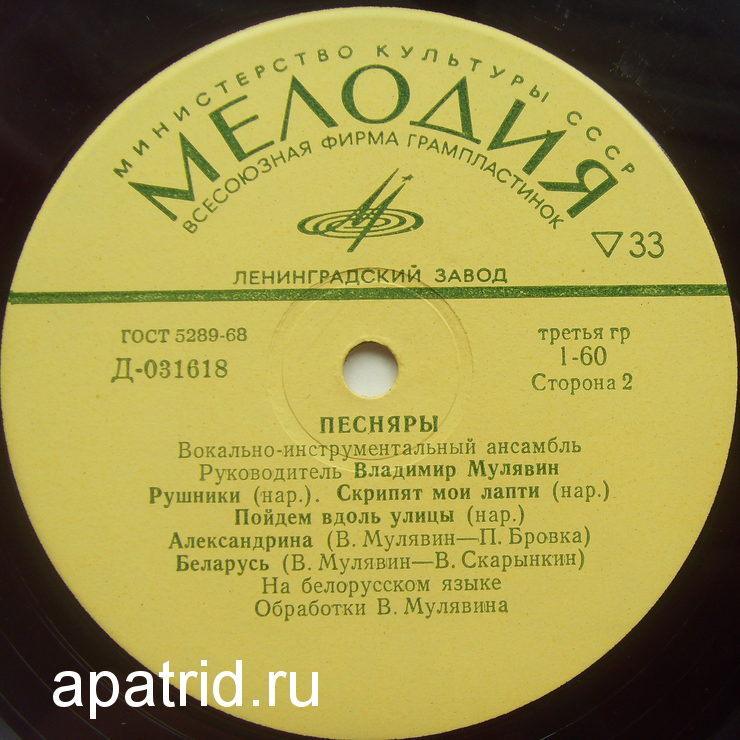 МИНИСТЕРСТВО КУЛЬТУРЫ СССР
МЕЛОДИЯ
ВСЕСОЮЗНАЯ ФИРМА ГРАМПЛАСТИНОК
▽33
ЛЕНИНГРАДСКИЙ ЗАВОД
ГОСТ 5289-68
Д-031618
третья гр
1-60
Сторона 2
ПЕСНЯРЫ
Вокально-инструментальный ансамбль
Руководитель Владимир Мулявин
Рушники (нар.). Скрипят мои лапти (нар.)
Пойдем вдоль улицы (нар.)
Александрина (В. Мулявин—П. Бровка)
Беларусь (В. Мулявин—В. Скарынкин)
На белорусском языке
Обработки В. Мулявина
apatrid.ru